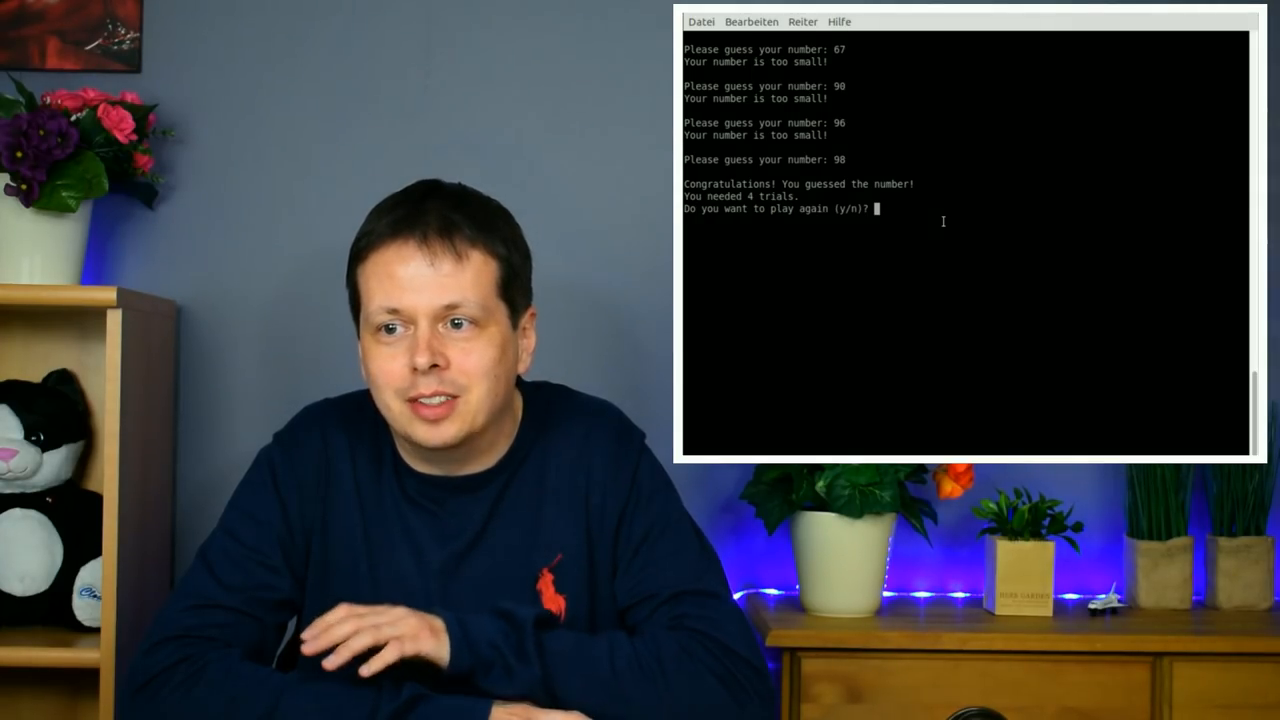 Datei Bearbeiten Reiter Hilfe
Please guess your number: 67
Your number is too small!
Please guess your number: 90
Your number is too small!
Please guess your number: 96
Your number is too small!
Please guess your number: 98
Congratulations! You guessed the number!
You needed 4 trials.
Do you want to play again (y/n)?
HERB GARDEN